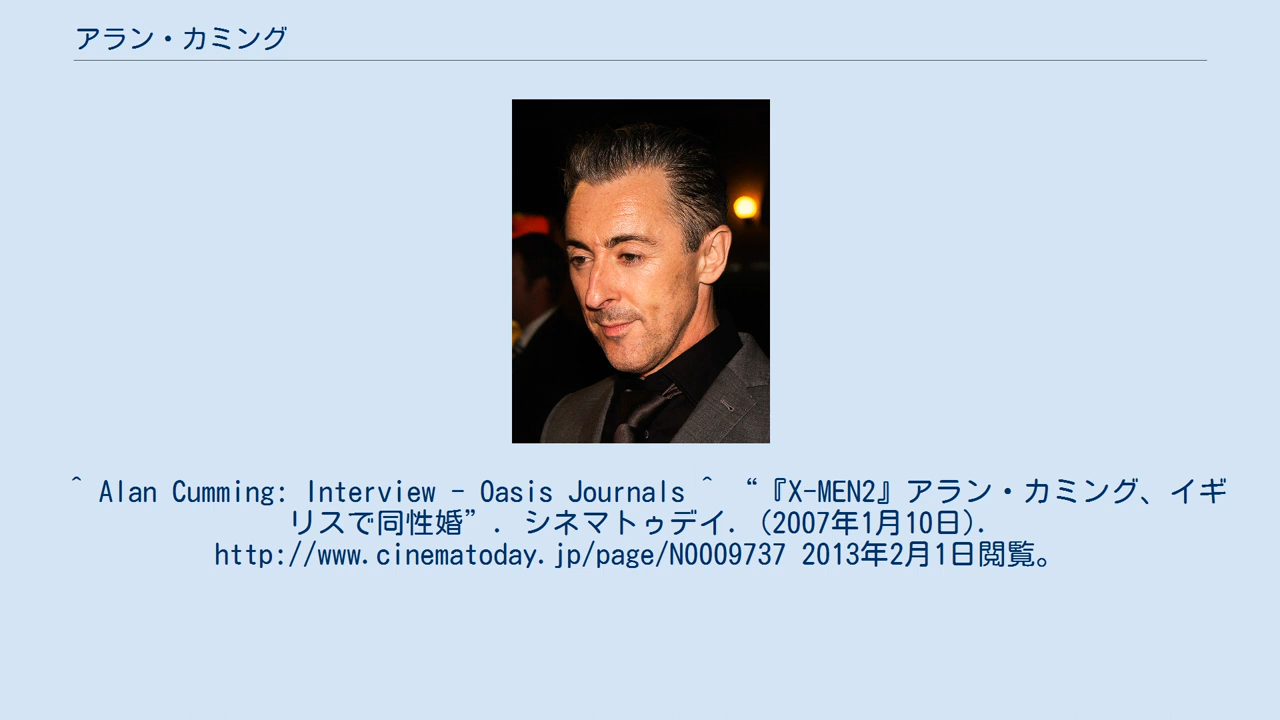 アラン・カミング
^ Alan Cumming: Interview - Oasis Journals ^ “『X-MEN2』アラン・カミング、イギ
リスで同性婚”. シネマトゥデイ. (2007年1月10日).
http://www.cinematoday.jp/page/N0009737 2013年2月1日閲覧。